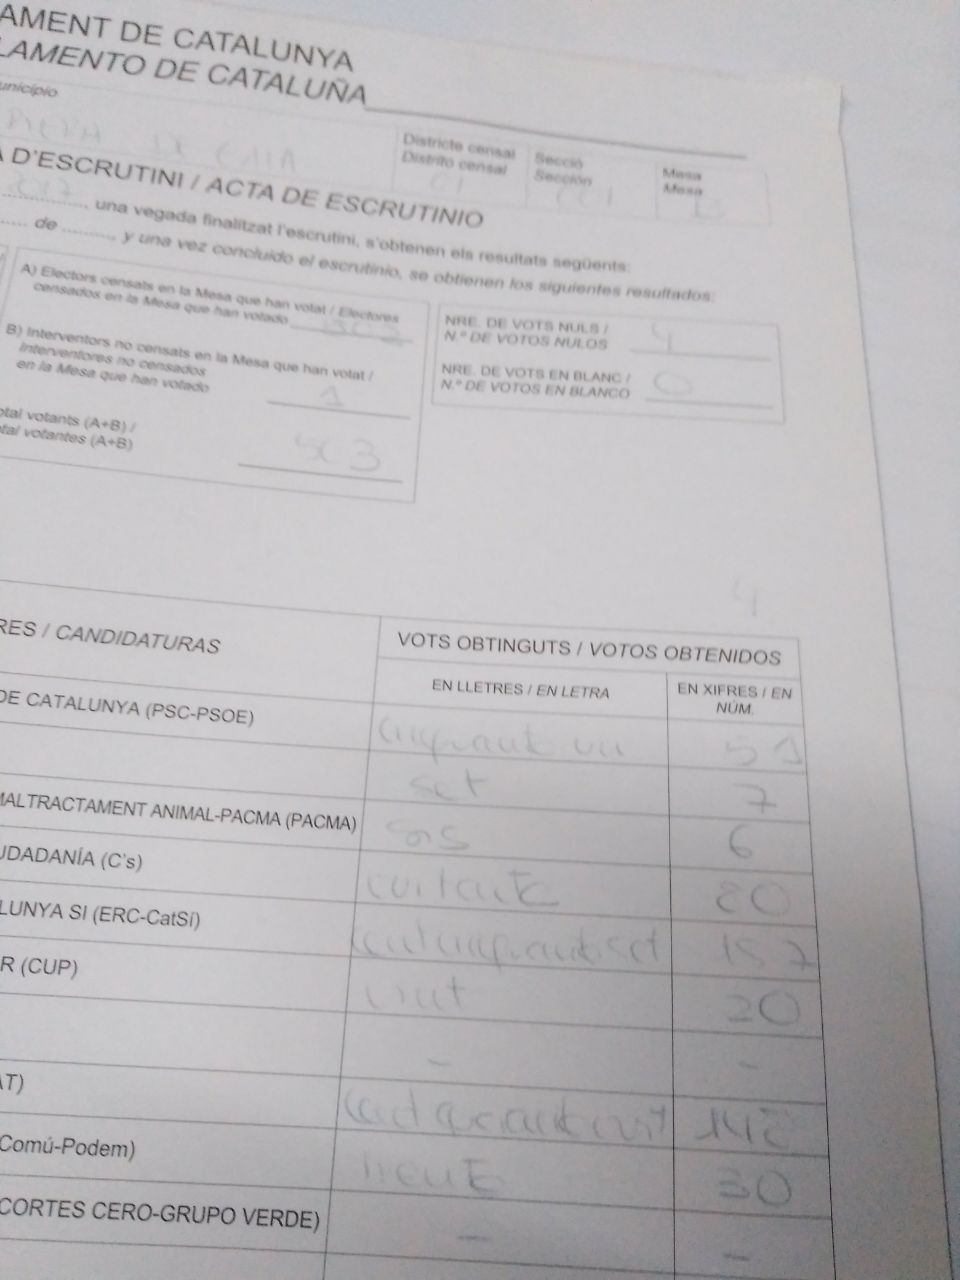 AMENT DE CATALUNYA
LAMENTO DE CATALUÑA
unicipio
DE
Districte censal
Distrito censal
01
Secció
Sección
001
Mesa
Mesa
B
A D'ESCRUTINI / ACTA DE ESCRUTINIO
2017, una vegada finalitzat l'escrutini, s'obtenen els resultats següents:
de .........., y una vez concluido el escrutinio, se obtienen los siguientes resultados:
A) Electors censats en la Mesa que han votat / Electores
censados en la Mesa que han votado
B) Interventors no censats en la Mesa que han votat /
Interventores no censados
en la Mesa que han votado
1
otal votants (A+B) /
otal votantes (A+B)
503
NRE. DE VOTS NULS /
N.º DE VOTOS NULOS
4
NRE. DE VOTS EN BLANC /
N.º DE VOTOS EN BLANCO
0
4
RES / CANDIDATURAS
VOTS OBTINGUTS / VOTOS OBTENIDOS
EN LLETRES / EN LETRA
EN XIFRES / EN
NÚM.
DE CATALUNYA (PSC-PSOE)
cinquanta un 51
set 7
MALTRACTAMENT ANIMAL-PACMA (PACMA) sis 6
UDADANÍA (C's) vuitanta 80
LUNYA SI (ERC-CatSí) cent cinquanta set 157
R (CUP) vint 20
- -
AT) cent quaranta vuit 148
Comú-Podem) trenta 30
CORTES CERO-GRUPO VERDE) - -